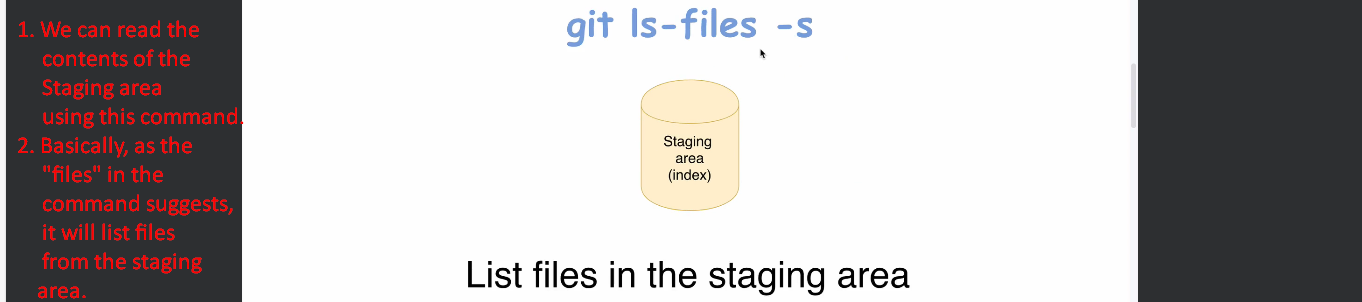 1. We can read the
contents of the
Staging area
using this command.
2. Basically, as the
"files" in the
command suggests,
it will list files
from the staging
area.
git ls-files -s
Staging
area
(index)
List files in the staging area